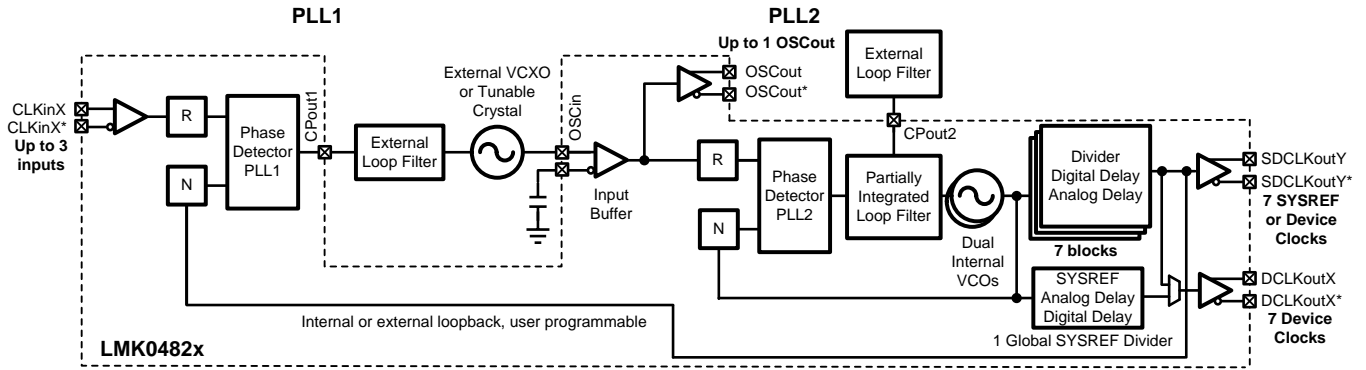 PLL1
PLL2
Up to 1 OSCout
OSCout
OSCout*
External
Loop Filter
External VCXO
or Tunable
Crystal
CLKinX
CLKinX*
Up to 3
inputs
R
N
Phase
Detector
PLL1
CPout1
External
Loop Filter
OSCin
Input
Buffer
R
N
Phase
Detector
PLL2
CPout2
Partially
Integrated
Loop Filter
Dual
Internal
VCOs
Divider
Digital Delay
Analog Delay
7 blocks
SYSREF
Analog Delay
Digital Delay
1 Global SYSREF Divider
SDCLKoutY
SDCLKoutY*
7 SYSREF
or Device
Clocks
DCLKoutX
DCLKoutX*
7 Device
Clocks
Internal or external loopback, user programmable
LMK0482x